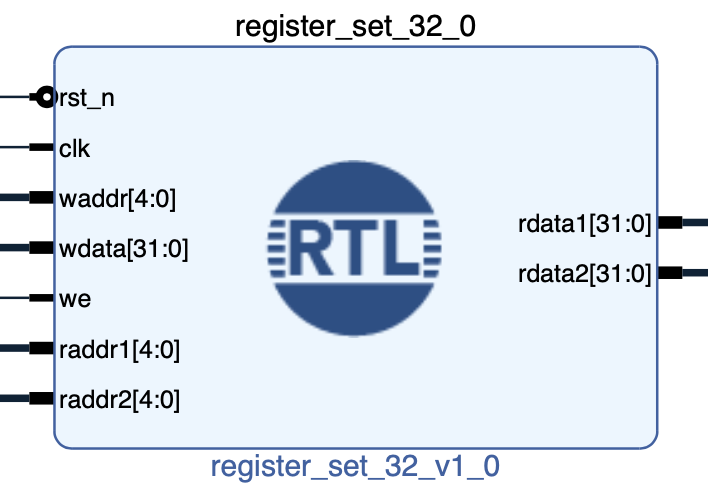 register_set_32_0
rst_n
clk
waddr[4:0]
wdata[31:0]
we
raddr1[4:0]
raddr2[4:0]
RTL
rdata1[31:0]
rdata2[31:0]
register_set_32_v1_0